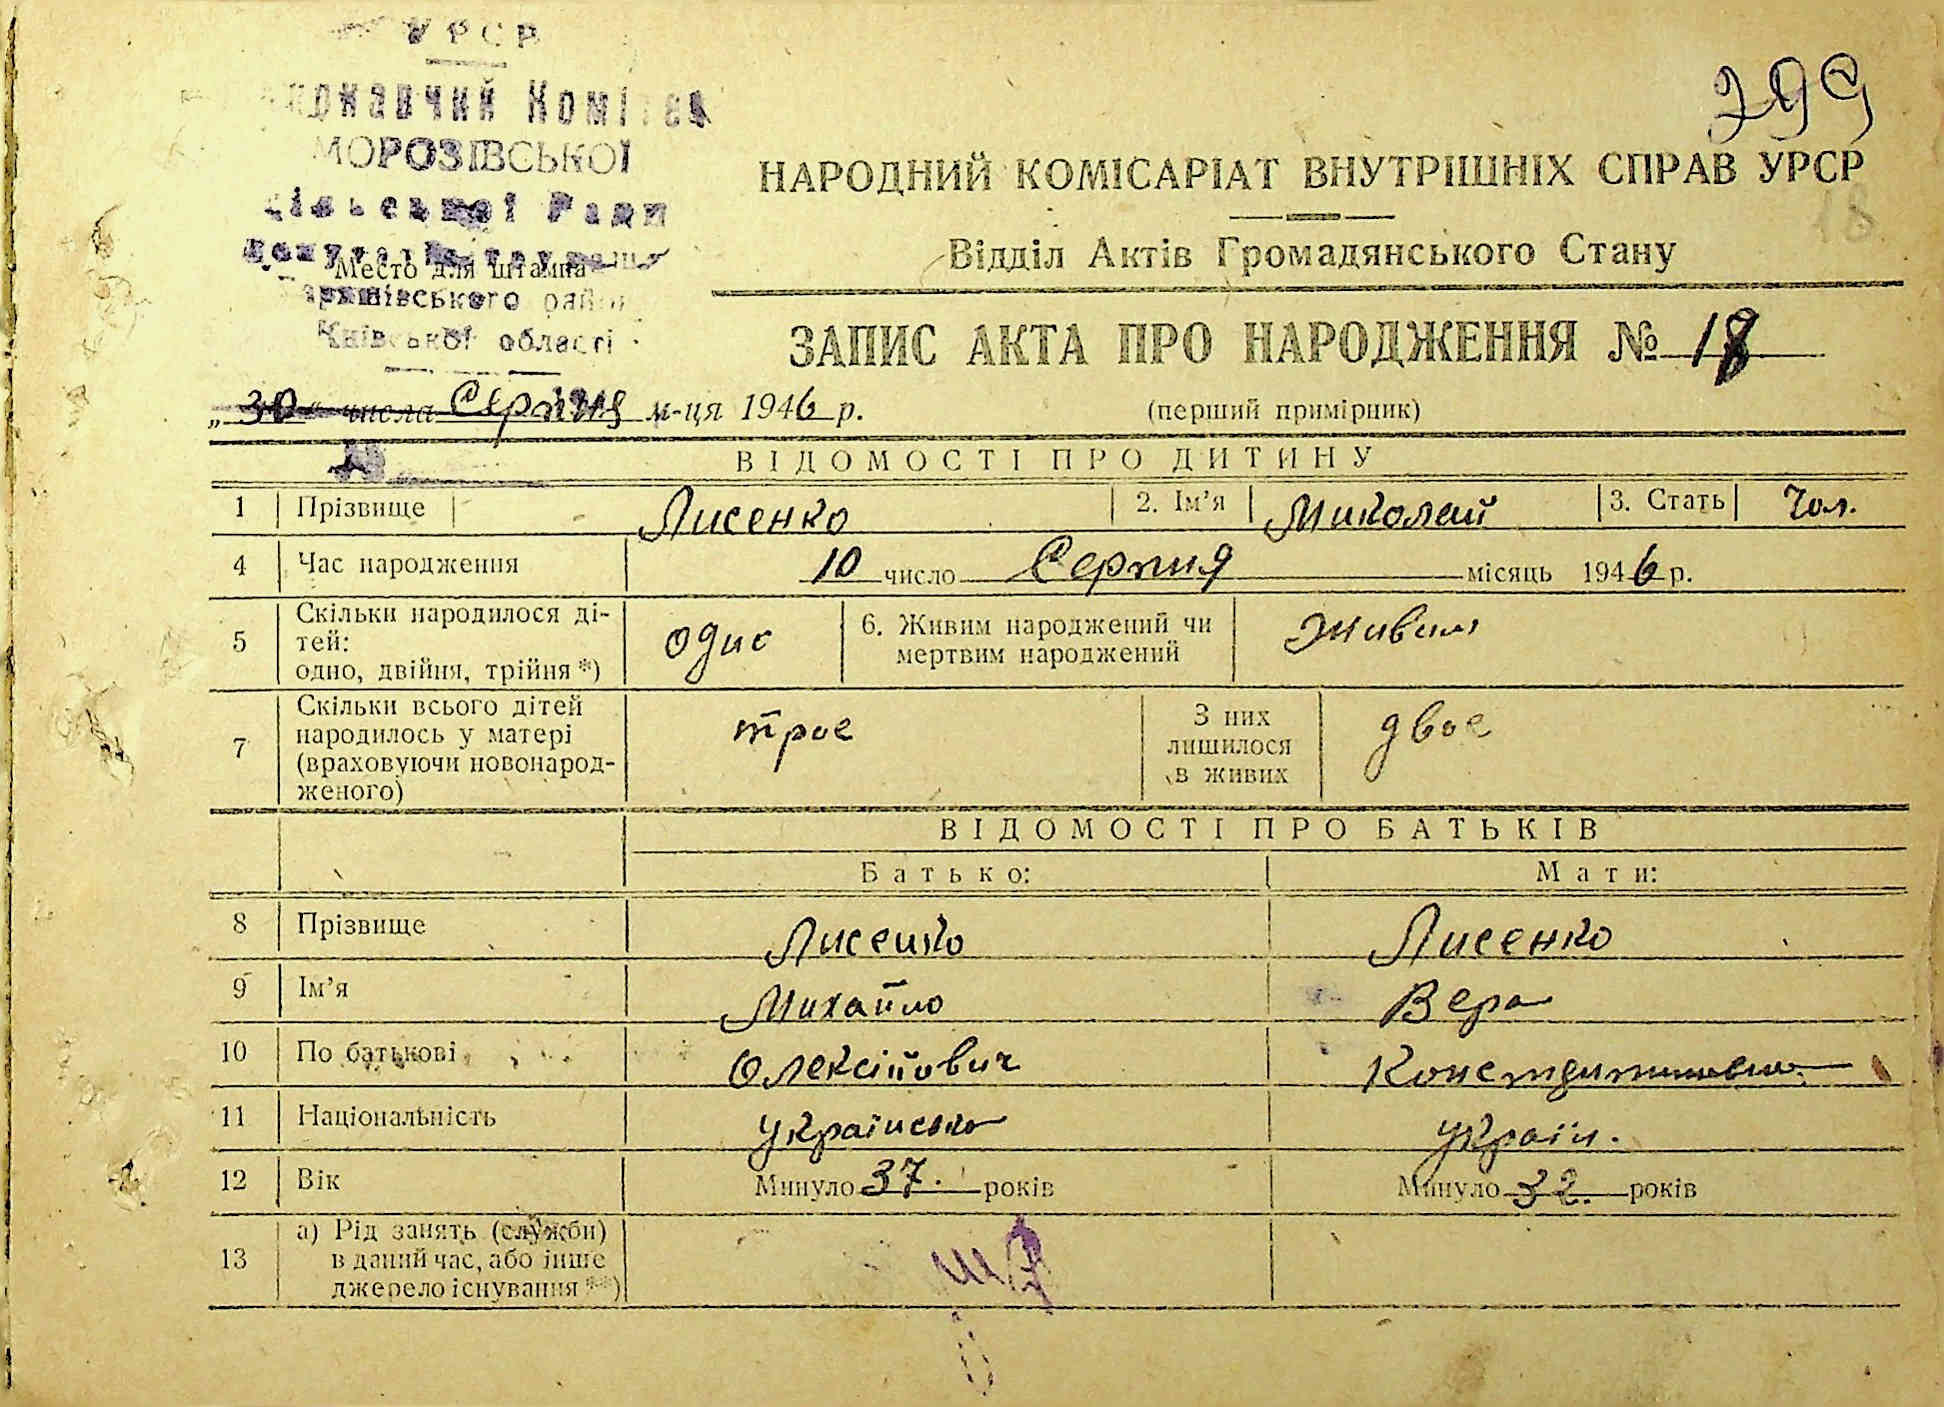 УРСР
МОРОЗІВСЬКОЇ
Ради
Место для штампа
Київської області
299
НАРОДНИЙ КОМІСАРІАТ ВНУТРІШНІХ СПРАВ УРСР
18
Відділ Актів Громадянського Стану
ЗАПИС АКТА ПРО НАРОДЖЕННЯ № 18
„30“ числа Серпня м-ця 1946 р.
(перший примірник)
ВІДОМОСТІ ПРО ДИТИНУ
1 Прізвище Лисенко 2. Ім’я Миколай 3. Стать Чол.
4 Час народження 10 число Серпня місяць 1946 р.
5 Скільки народилося ді-
тей:
одно, двійня, трійня *) одно 6. Живим народжений чи
мертвим народжений живим
7 Скільки всього дітей
народилось у матері
(враховуючи новонарод-
женого) троє З них
лишилося
в живих двоє
ВІДОМОСТІ ПРО БАТЬКІВ
Батько: Мати:
8 Прізвище Лисенко Лисенко
9 Ім’я Михайло Вера
10 По батькові Олексійович
11 Національність україн.
12 Вік Минуло 37. років Минуло 32. років
13 а) Рід занять (служби)
в даний час, або інше
джерело існування **)